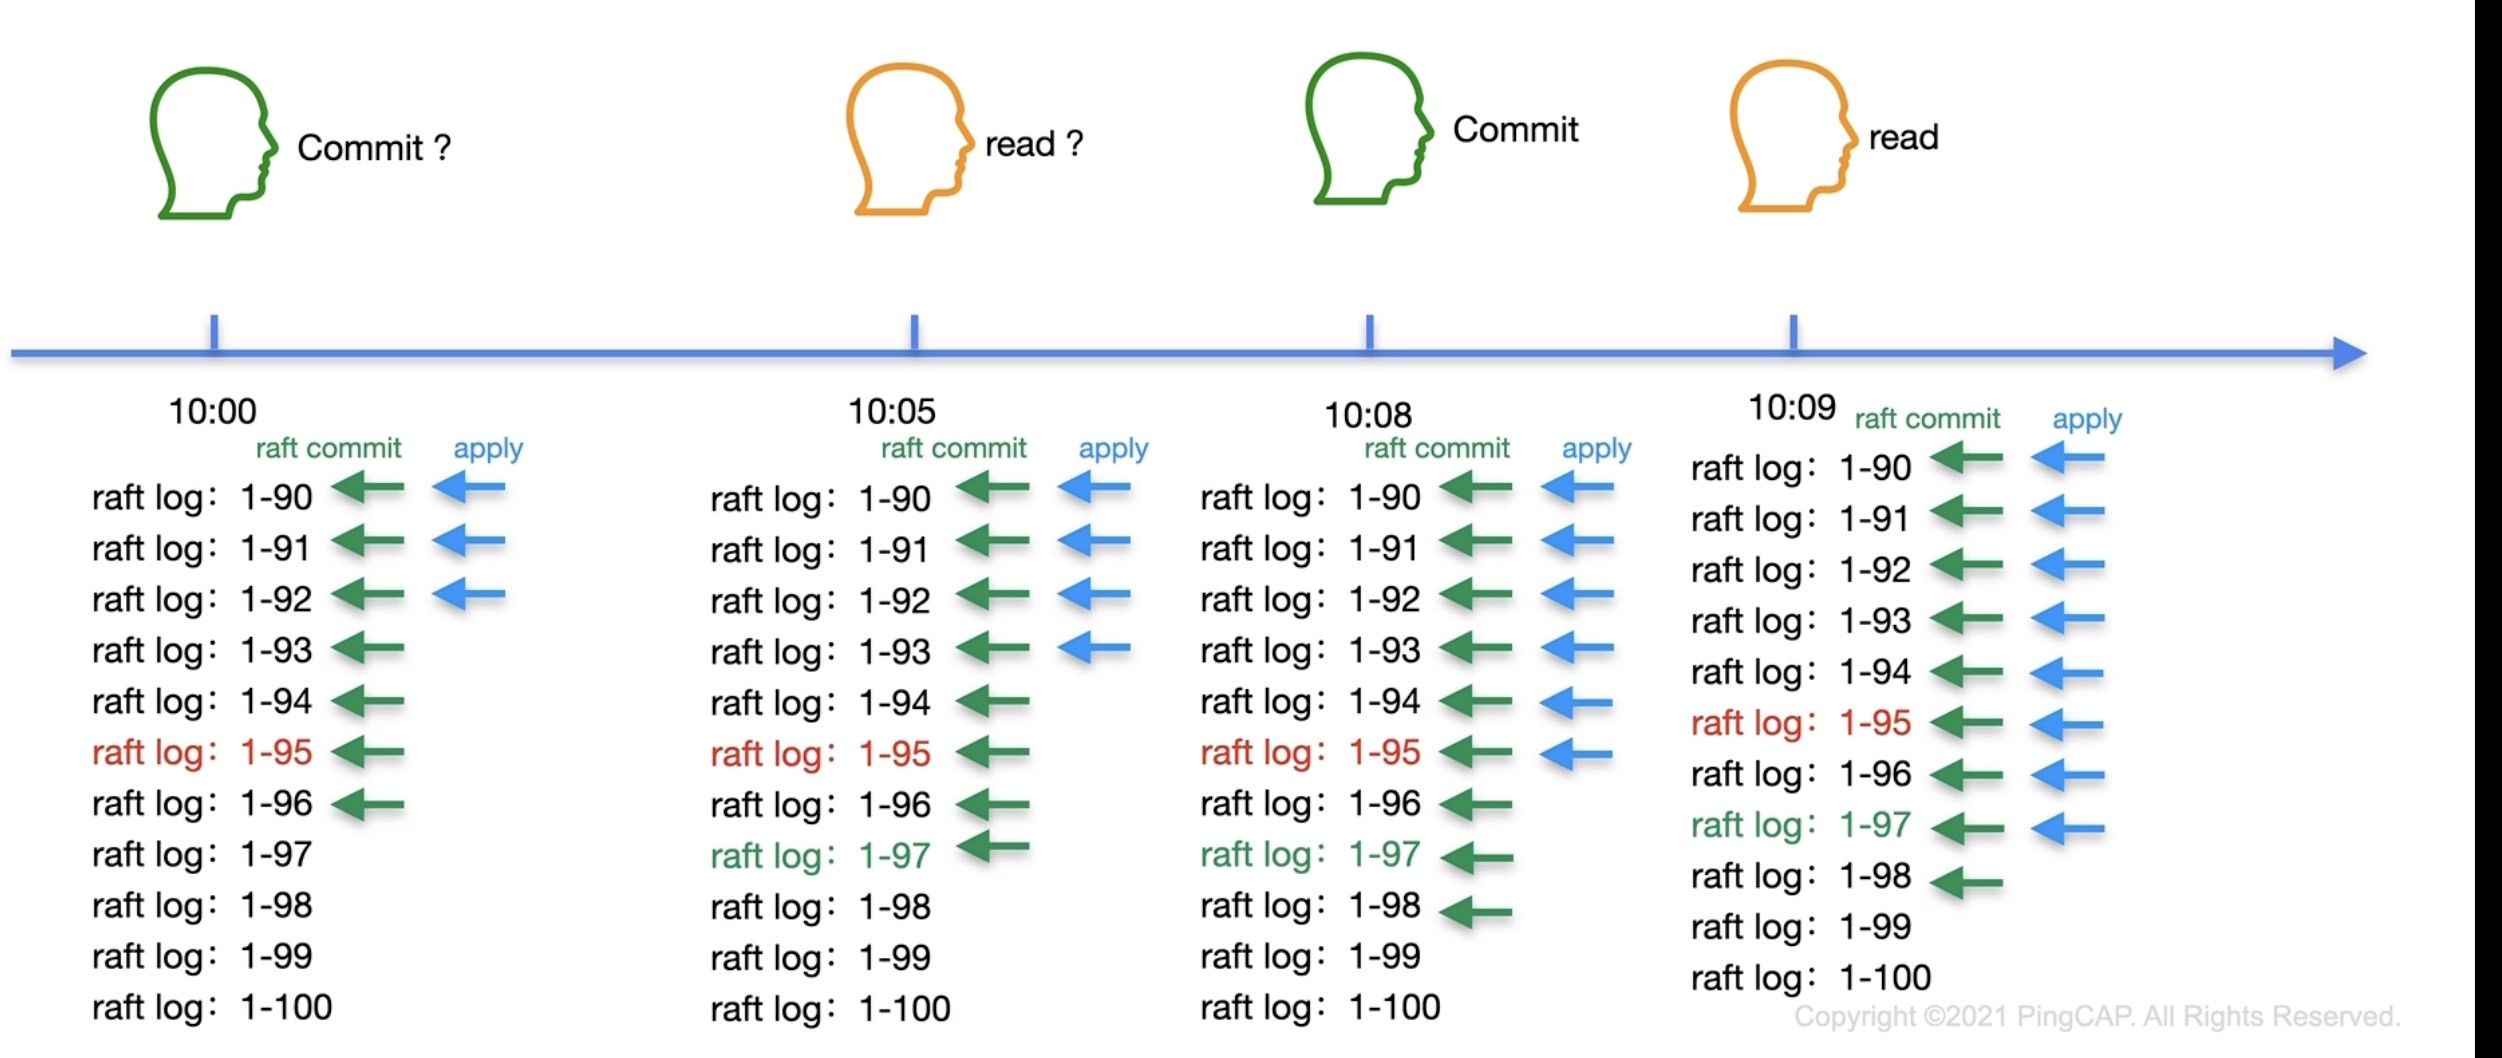 Commit ?
read ?
Commit
read
10:00
raft commit apply
raft log： 1-90
raft log： 1-91
raft log： 1-92
raft log： 1-93
raft log： 1-94
raft log： 1-95
raft log： 1-96
raft log： 1-97
raft log： 1-98
raft log： 1-99
raft log： 1-100
10:05
raft commit apply
raft log： 1-90
raft log： 1-91
raft log： 1-92
raft log： 1-93
raft log： 1-94
raft log： 1-95
raft log： 1-96
raft log： 1-97
raft log： 1-98
raft log： 1-99
raft log： 1-100
10:08
raft commit apply
raft log： 1-90
raft log： 1-91
raft log： 1-92
raft log： 1-93
raft log： 1-94
raft log： 1-95
raft log： 1-96
raft log： 1-97
raft log： 1-98
raft log： 1-99
raft log： 1-100
10:09
raft commit apply
raft log： 1-90
raft log： 1-91
raft log： 1-92
raft log： 1-93
raft log： 1-94
raft log： 1-95
raft log： 1-96
raft log： 1-97
raft log： 1-98
raft log： 1-99
raft log： 1-100
Copyright ©2021 PingCAP. All Rights Reserved.